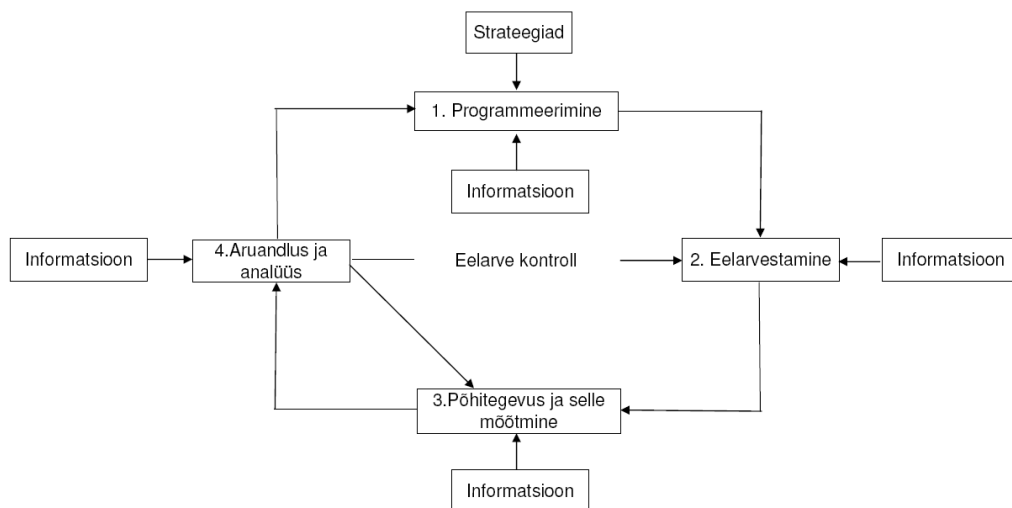 Strateegiad
1. Programmeerimine
Informatsioon
Informatsioon
4.Aruandlus ja
analüüs
Eelarve kontroll
2. Eelarvestamine
Informatsioon
3.Põhitegevus ja selle
mõõtmine
Informatsioon